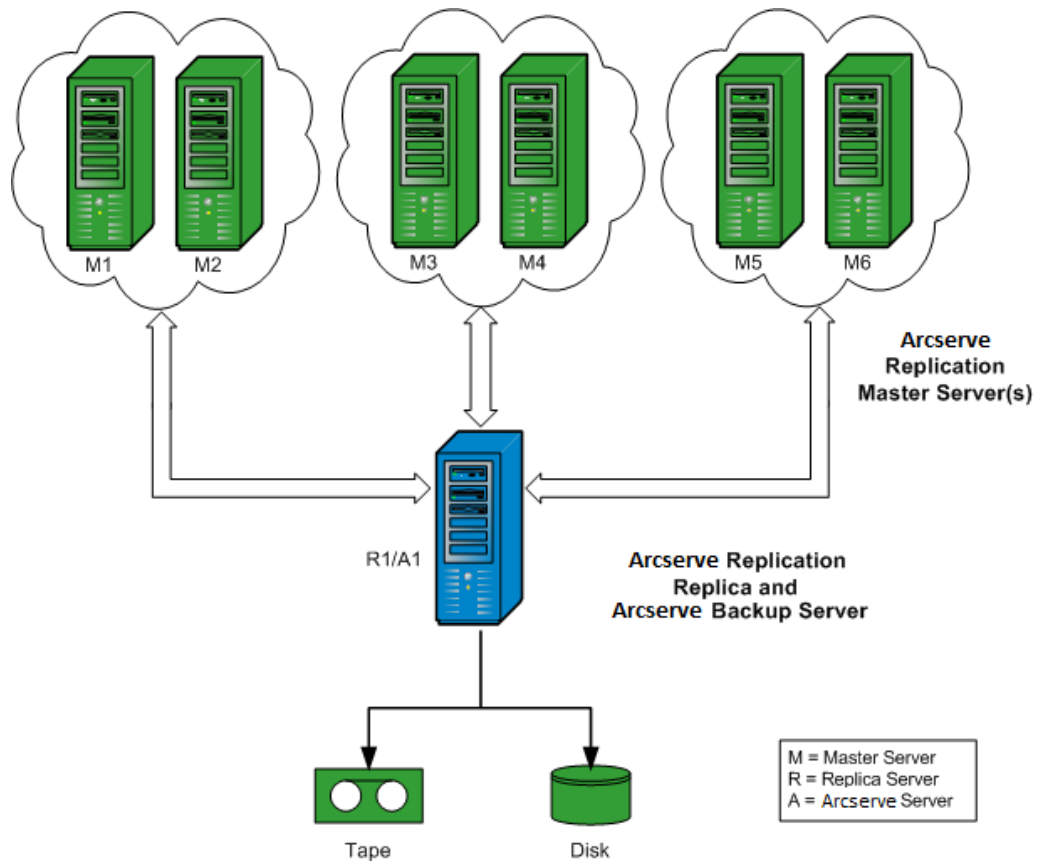 M1
M2
M3
M4
M5
M6
Arcserve
Replication
Master Server(s)
R1/A1
Arcserve Replication
Replica and
Arcserve Backup Server
M = Master Server
R = Replica Server
A = Arcserve Server
Tape
Disk